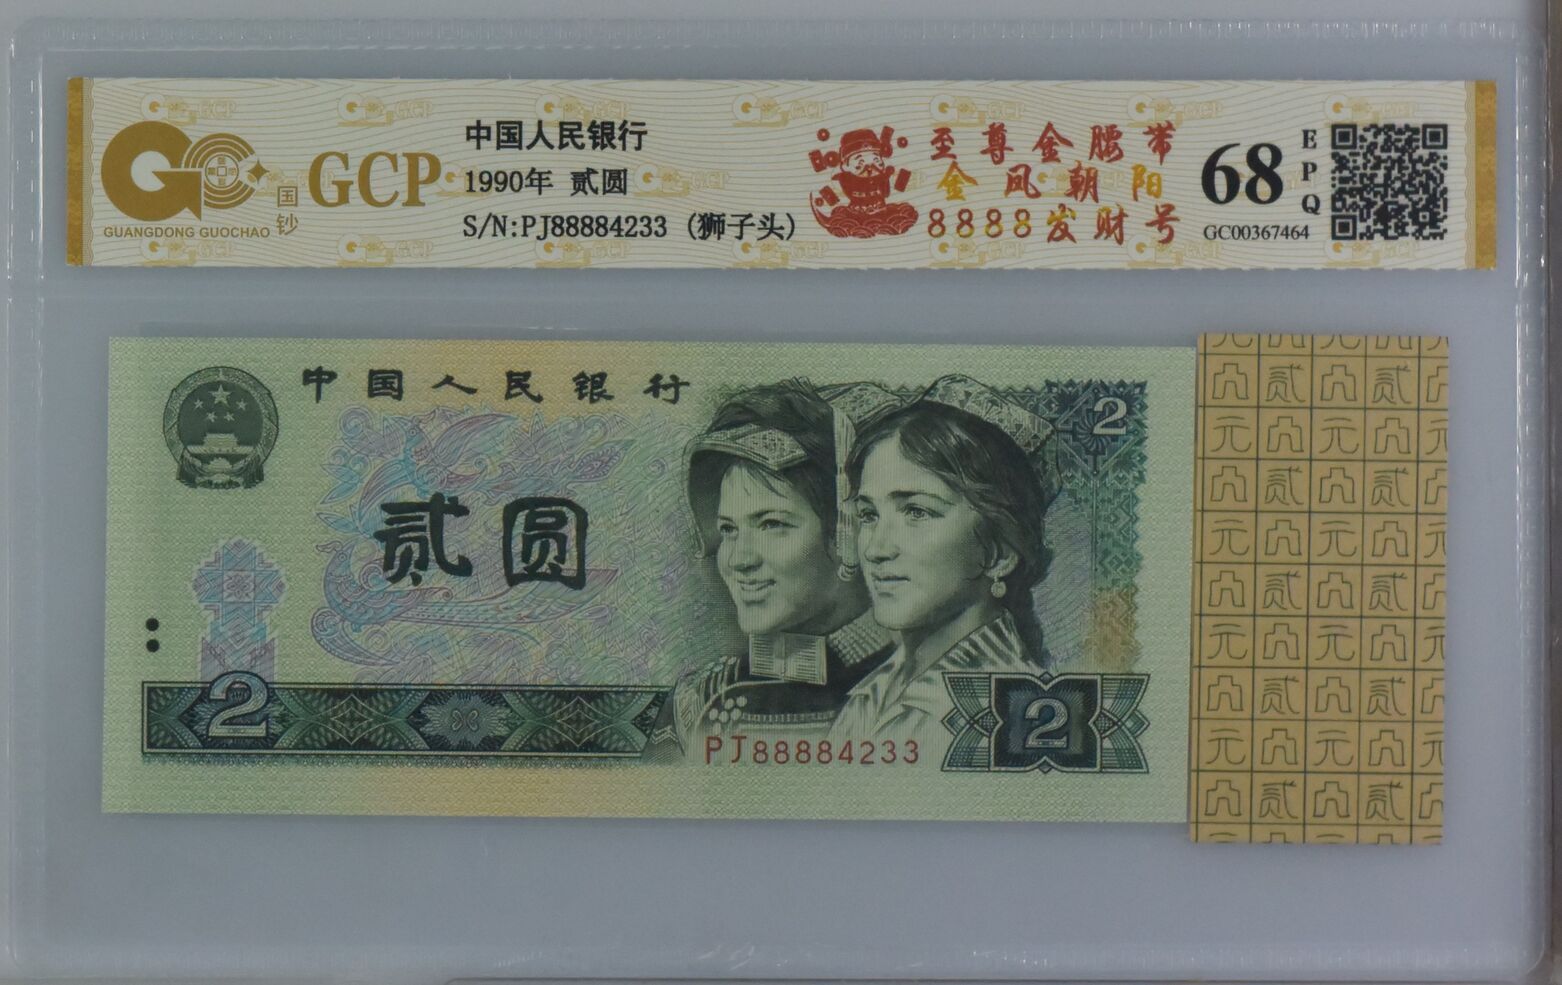 中国人民银行
1990年 贰圆
S/N:PJ88884233 (狮子头)
GCP
国钞
GUANGDONG GUOCHAO
至尊金腰带
金凤朝阳
8888发财号
68
EPQ
GC00367464
中国人民银行
2
贰圆
2
PJ88884233
2